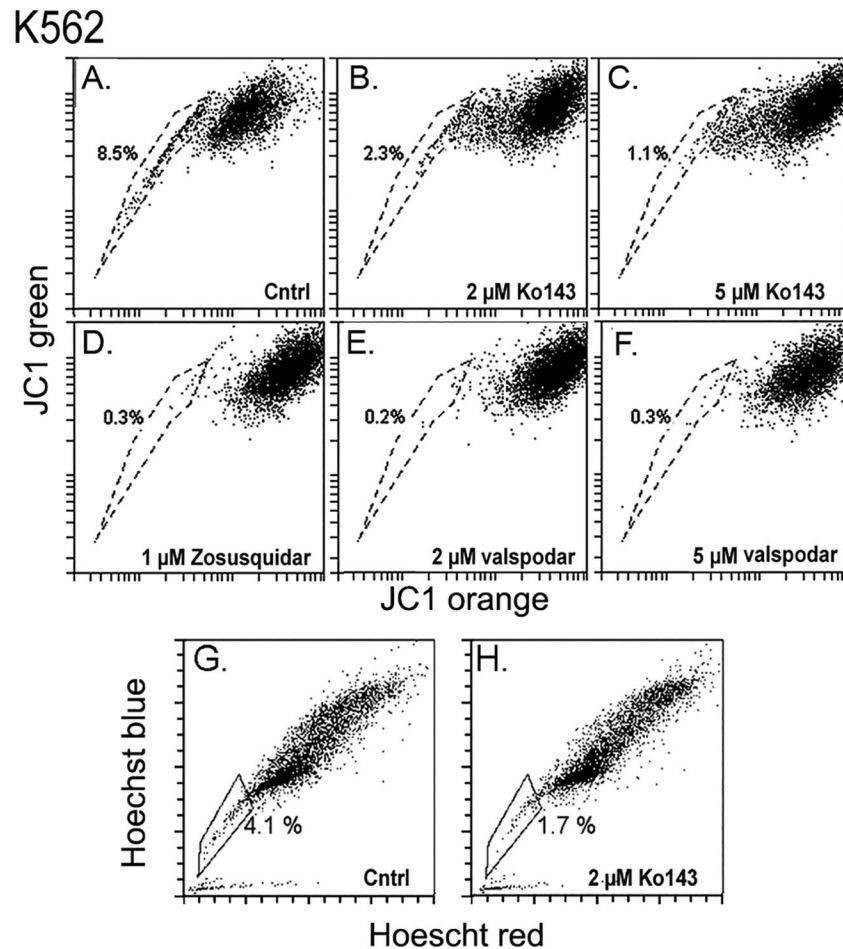 K562
A.
B.
C.
8.5%
2.3%
1.1%
Cntrl
2 µM Ko143
5 µM Ko143
JC1 green
D.
E.
F.
0.3%
0.2%
0.3%
1 µM Zosusquidar
2 µM valspodar
5 µM valspodar
JC1 orange
G.
H.
Hoechst blue
4.1 %
1.7 %
Cntrl
2 µM Ko143
Hoescht red